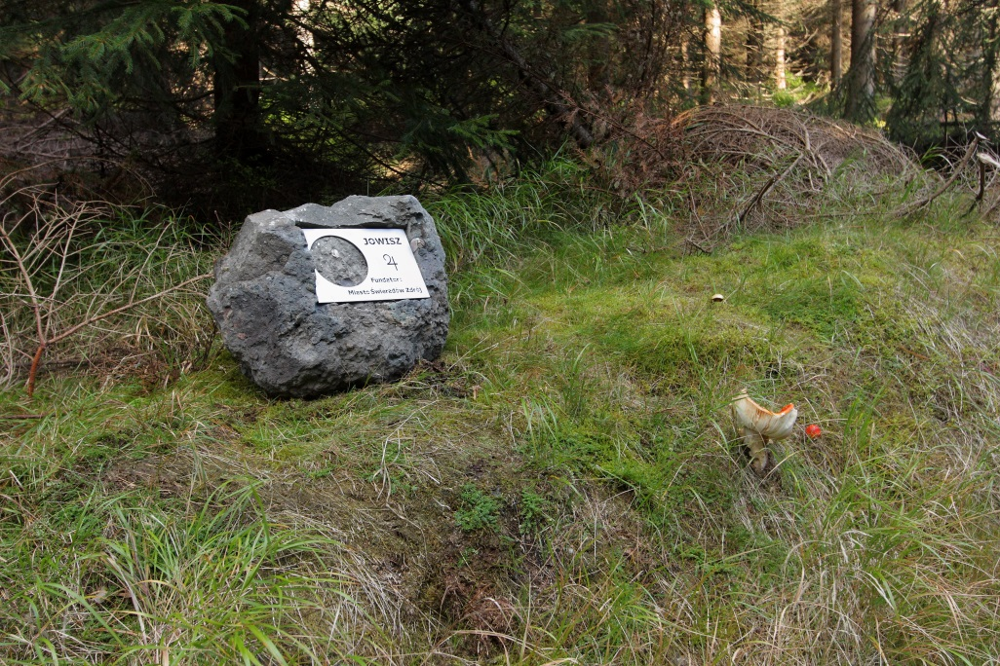 JOWISZ
♃
Fundator:
Miasto Świeradów Zdrój